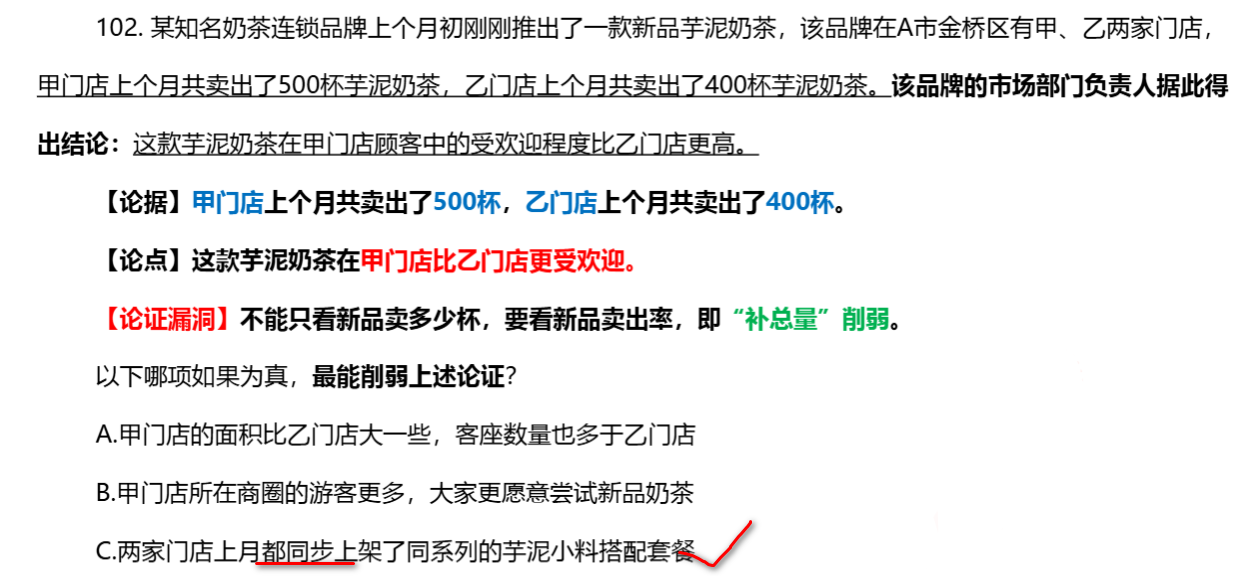 102. 某知名奶茶连锁品牌上个月初刚刚推出了一款新品芋泥奶茶，该品牌在A市金桥区有甲、乙两家门店，
甲门店上个月共卖出了500杯芋泥奶茶，乙门店上个月共卖出了400杯芋泥奶茶。该品牌的市场部门负责人据此得
出结论：这款芋泥奶茶在甲门店顾客中的受欢迎程度比乙门店更高。
【论据】甲门店上个月共卖出了500杯，乙门店上个月共卖出了400杯。
【论点】这款芋泥奶茶在甲门店比乙门店更受欢迎。
【论证漏洞】不能只看新品卖多少杯，要看新品卖出率，即“补总量”削弱。
以下哪项如果为真，最能削弱上述论证？
A.甲门店的面积比乙门店大一些，客座数量也多于乙门店
B.甲门店所在商圈的游客更多，大家更愿意尝试新品奶茶
C.两家门店上月都同步上架了同系列的芋泥小料搭配套餐